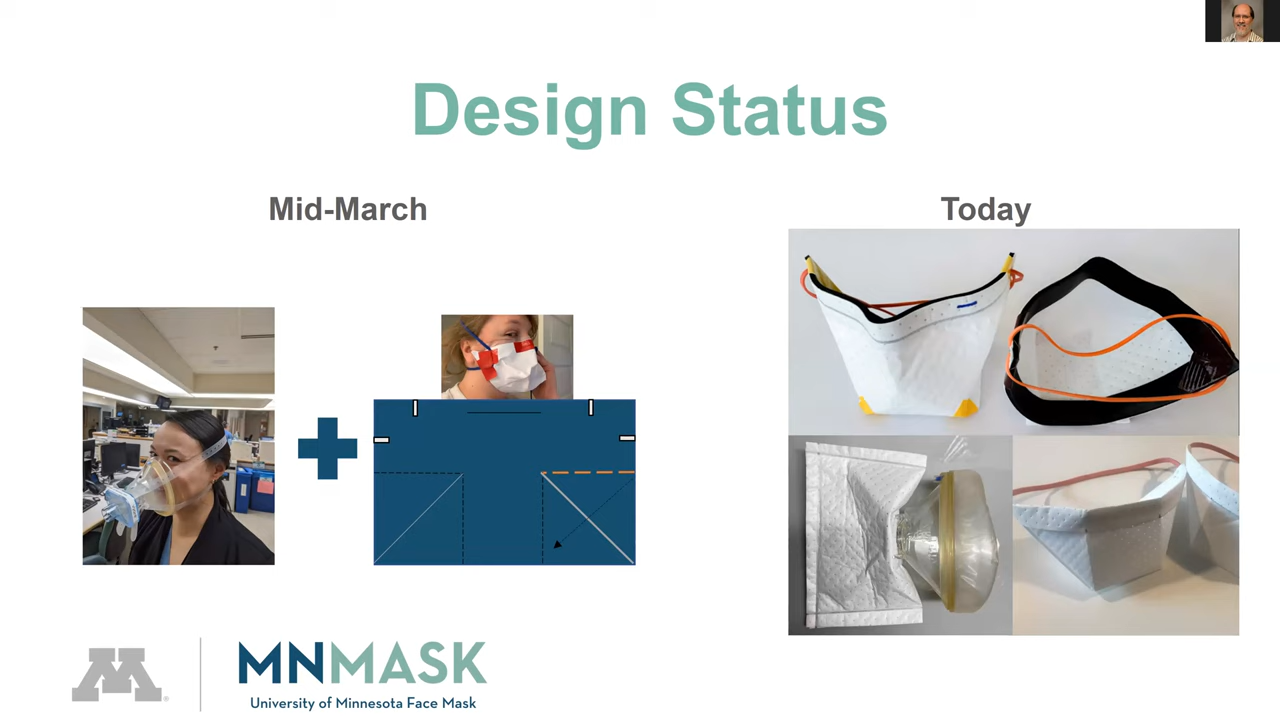 Design Status
Mid-March
Today
M®
MNMASK
University of Minnesota Face Mask